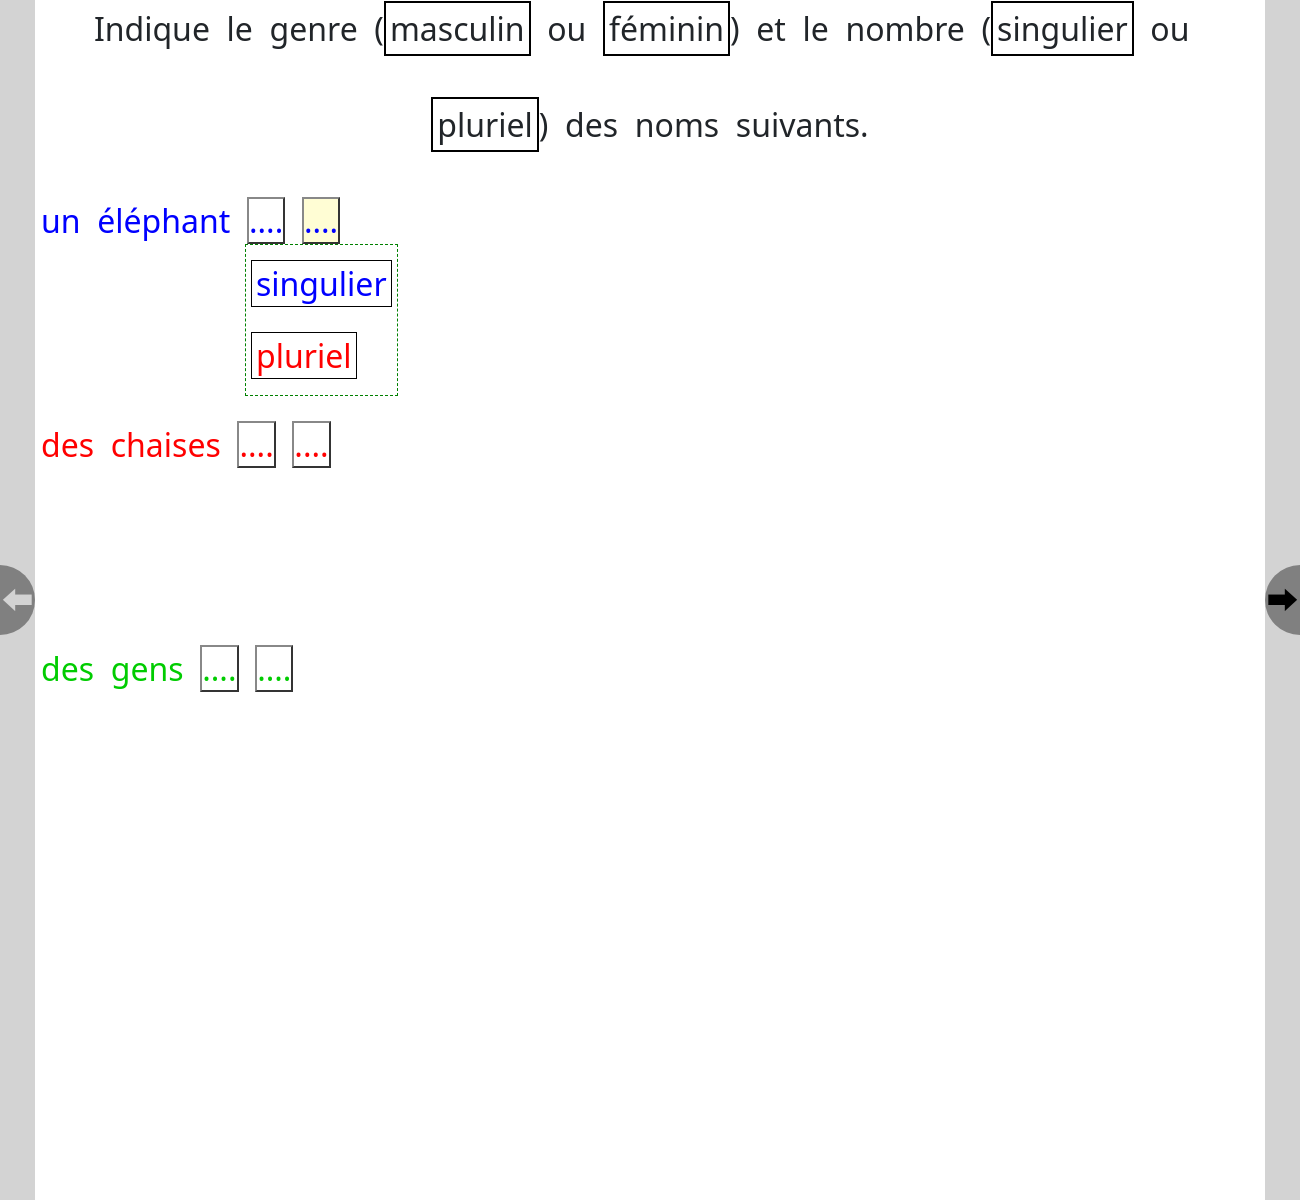 Indique le genre (masculin ou féminin) et le nombre (singulier ou
pluriel) des noms suivants.
un éléphant .... ....
singulier
pluriel
des chaises .... ....
des gens .... ....